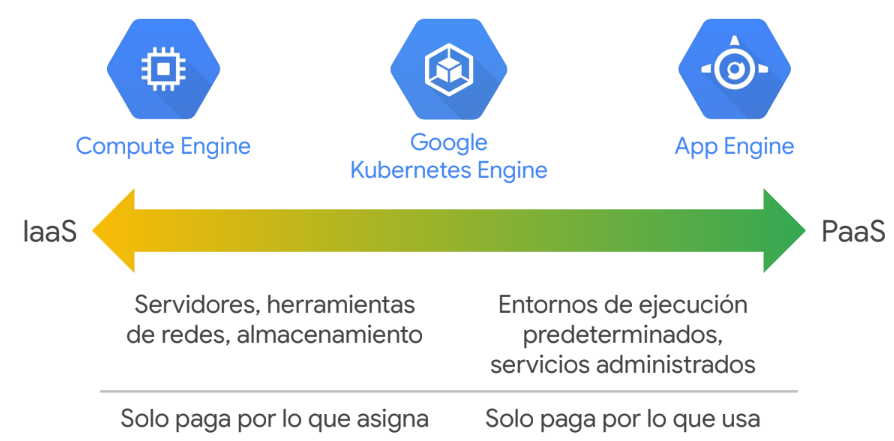 Compute Engine
Google
Kubernetes Engine
App Engine
IaaS
PaaS
Servidores, herramientas
de redes, almacenamiento
Entornos de ejecución
predeterminados,
servicios administrados
Solo paga por lo que asigna
Solo paga por lo que usa